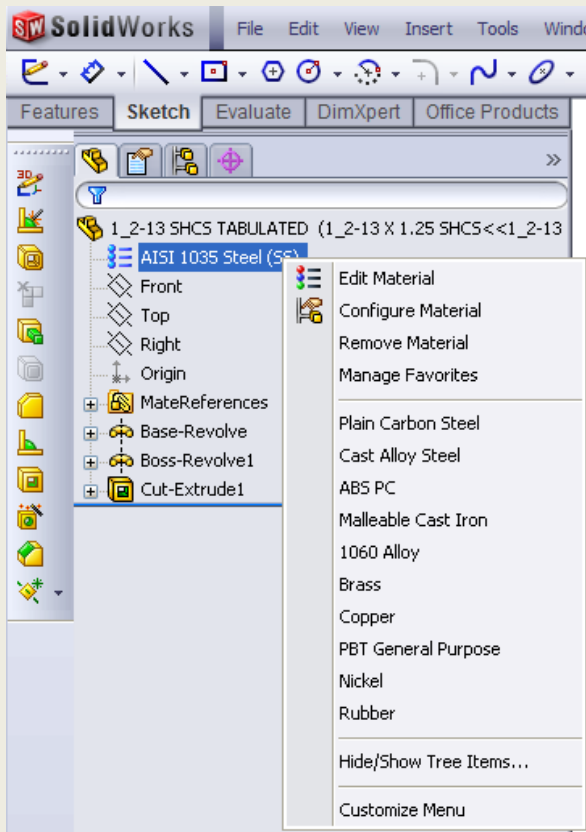 SolidWorks File Edit View Insert Tools
Features Sketch Evaluate DimXpert Office Products
3D
1_2-13 SHCS TABULATED (1_2-13 X 1.25 SHCS<<1_2-13
AISI 1035 Steel (SS)
Front
Top
Right
Origin
MateReferences
Base-Revolve
Boss-Revolve1
Cut-Extrude1
Edit Material
Configure Material
Remove Material
Manage Favorites
Plain Carbon Steel
Cast Alloy Steel
ABS PC
Malleable Cast Iron
1060 Alloy
Brass
Copper
PBT General Purpose
Nickel
Rubber
Hide/Show Tree Items...
Customize Menu